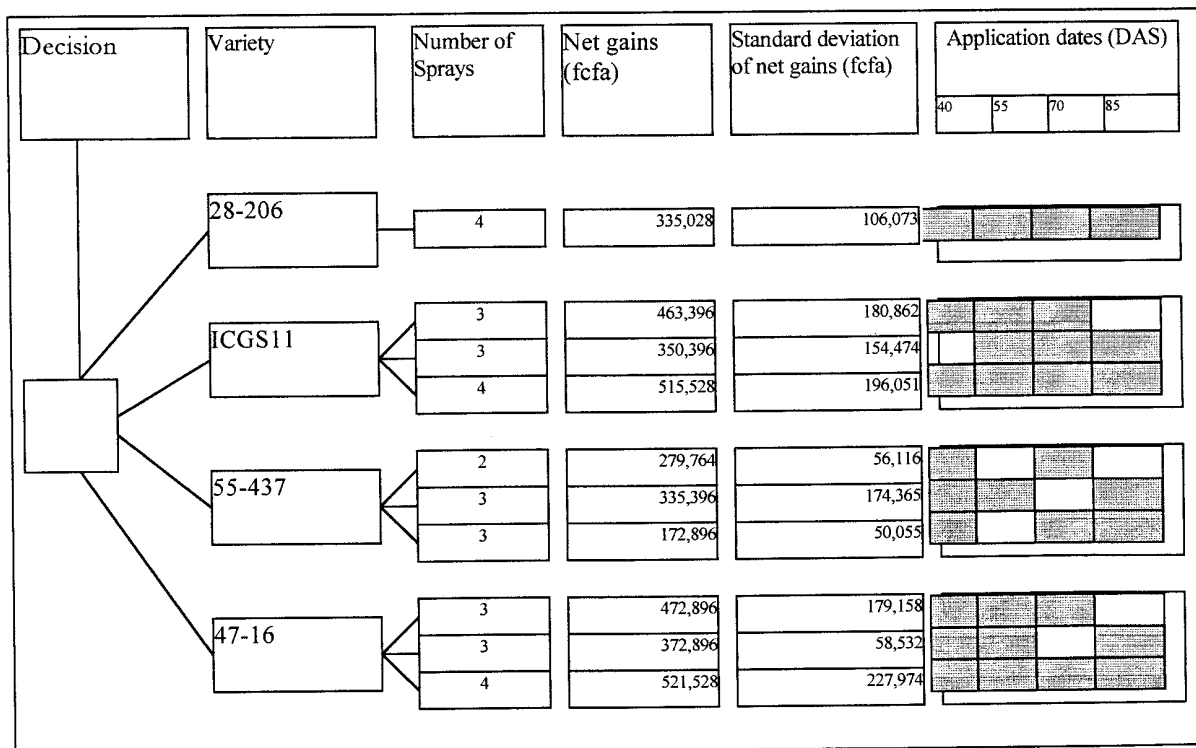 Decision
Variety
Number of
Sprays
Net gains
(fcfa)
Standard deviation
of net gains (fcfa)
Application dates (DAS)
40 55 70 85
28-206
4 335,028 106,073
ICGS11
3 463,396 180,862
3 350,396 154,474
4 515,528 196,051
55-437
2 279,764 56,116
3 335,396 174,365
3 172,896 50,055
47-16
3 472,896 179,158
3 372,896 58,532
4 521,528 227,974